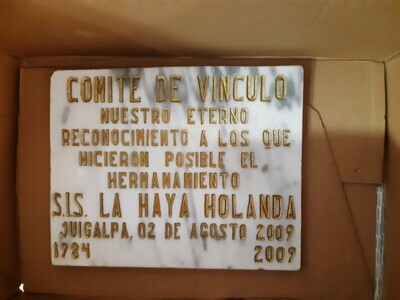 COMITE DE VINCULO
NUESTRO ETERNO
RECONOCIMIENTO A LOS QUE
HICIERON POSIBLE EL
HERMANAMIENTO
S.I.S. LA HAYA HOLANDA
JUIGALPA, 02 DE AGOSTO 2009
1984 2009